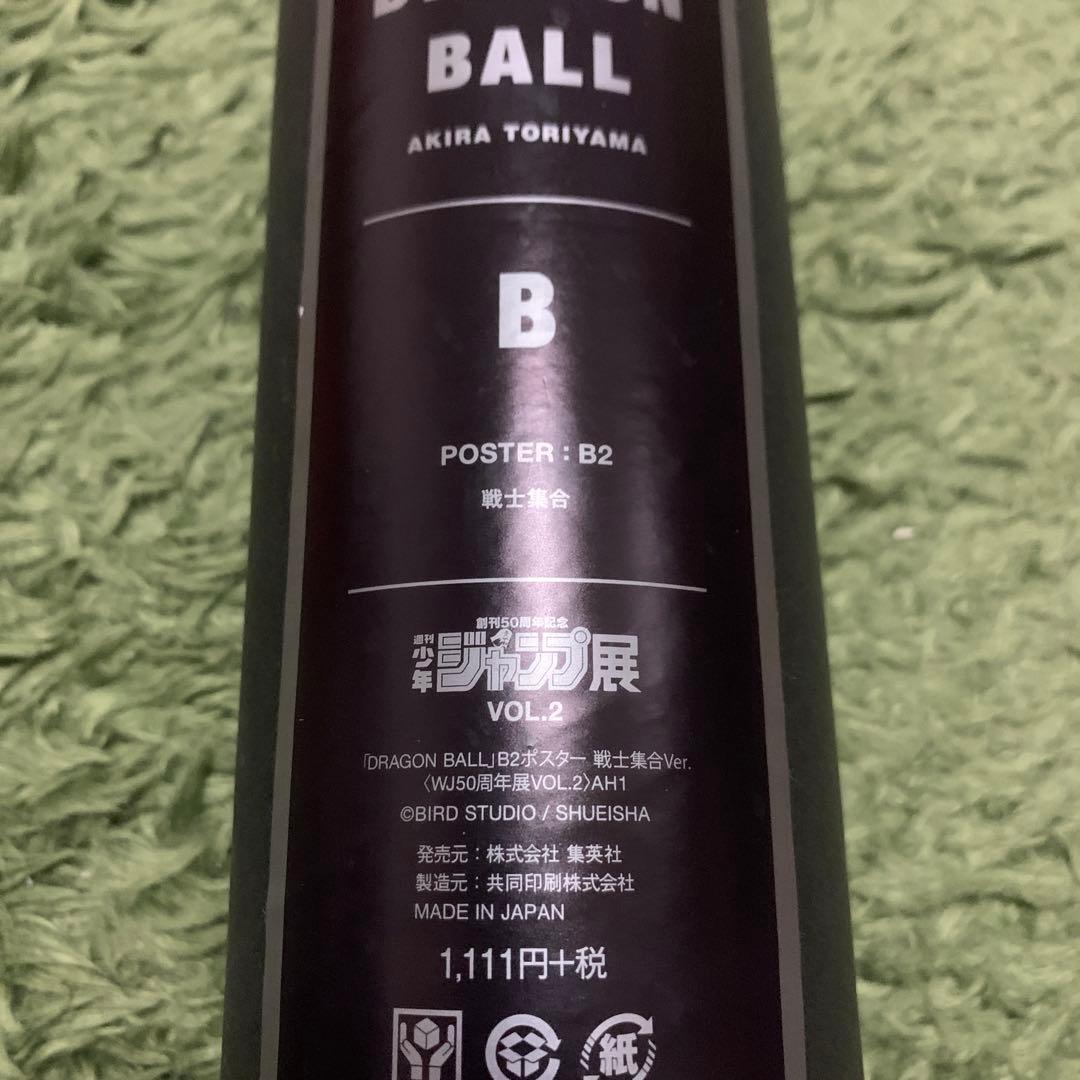 DRAGON
BALL
AKIRA TORIYAMA
B
POSTER : B2
戦士集合
創刊50周年記念
週刊
少年
ジャンプ展
VOL.2
「DRAGON BALL」B2ポスター 戦士集合Ver.
〈WJ50周年展VOL.2〉AH1
©BIRD STUDIO / SHUEISHA
発売元：株式会社 集英社
製造元：共同印刷株式会社
MADE IN JAPAN
1,111円+税
紙